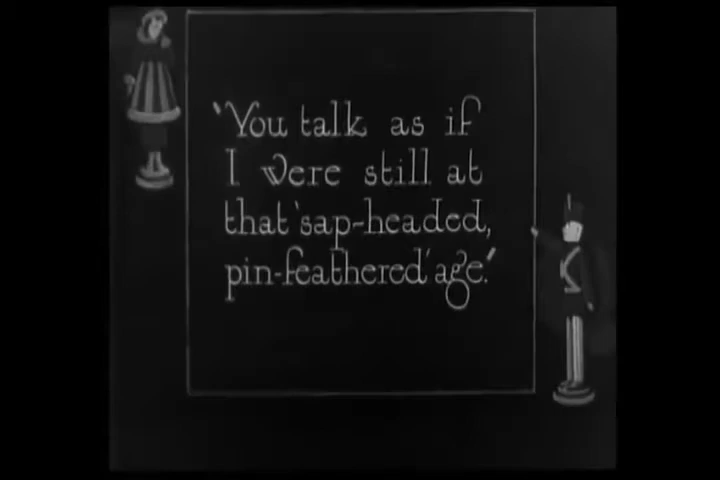 "You talk as if
I were still at
that 'sap-headed,
pin-feathered' age."